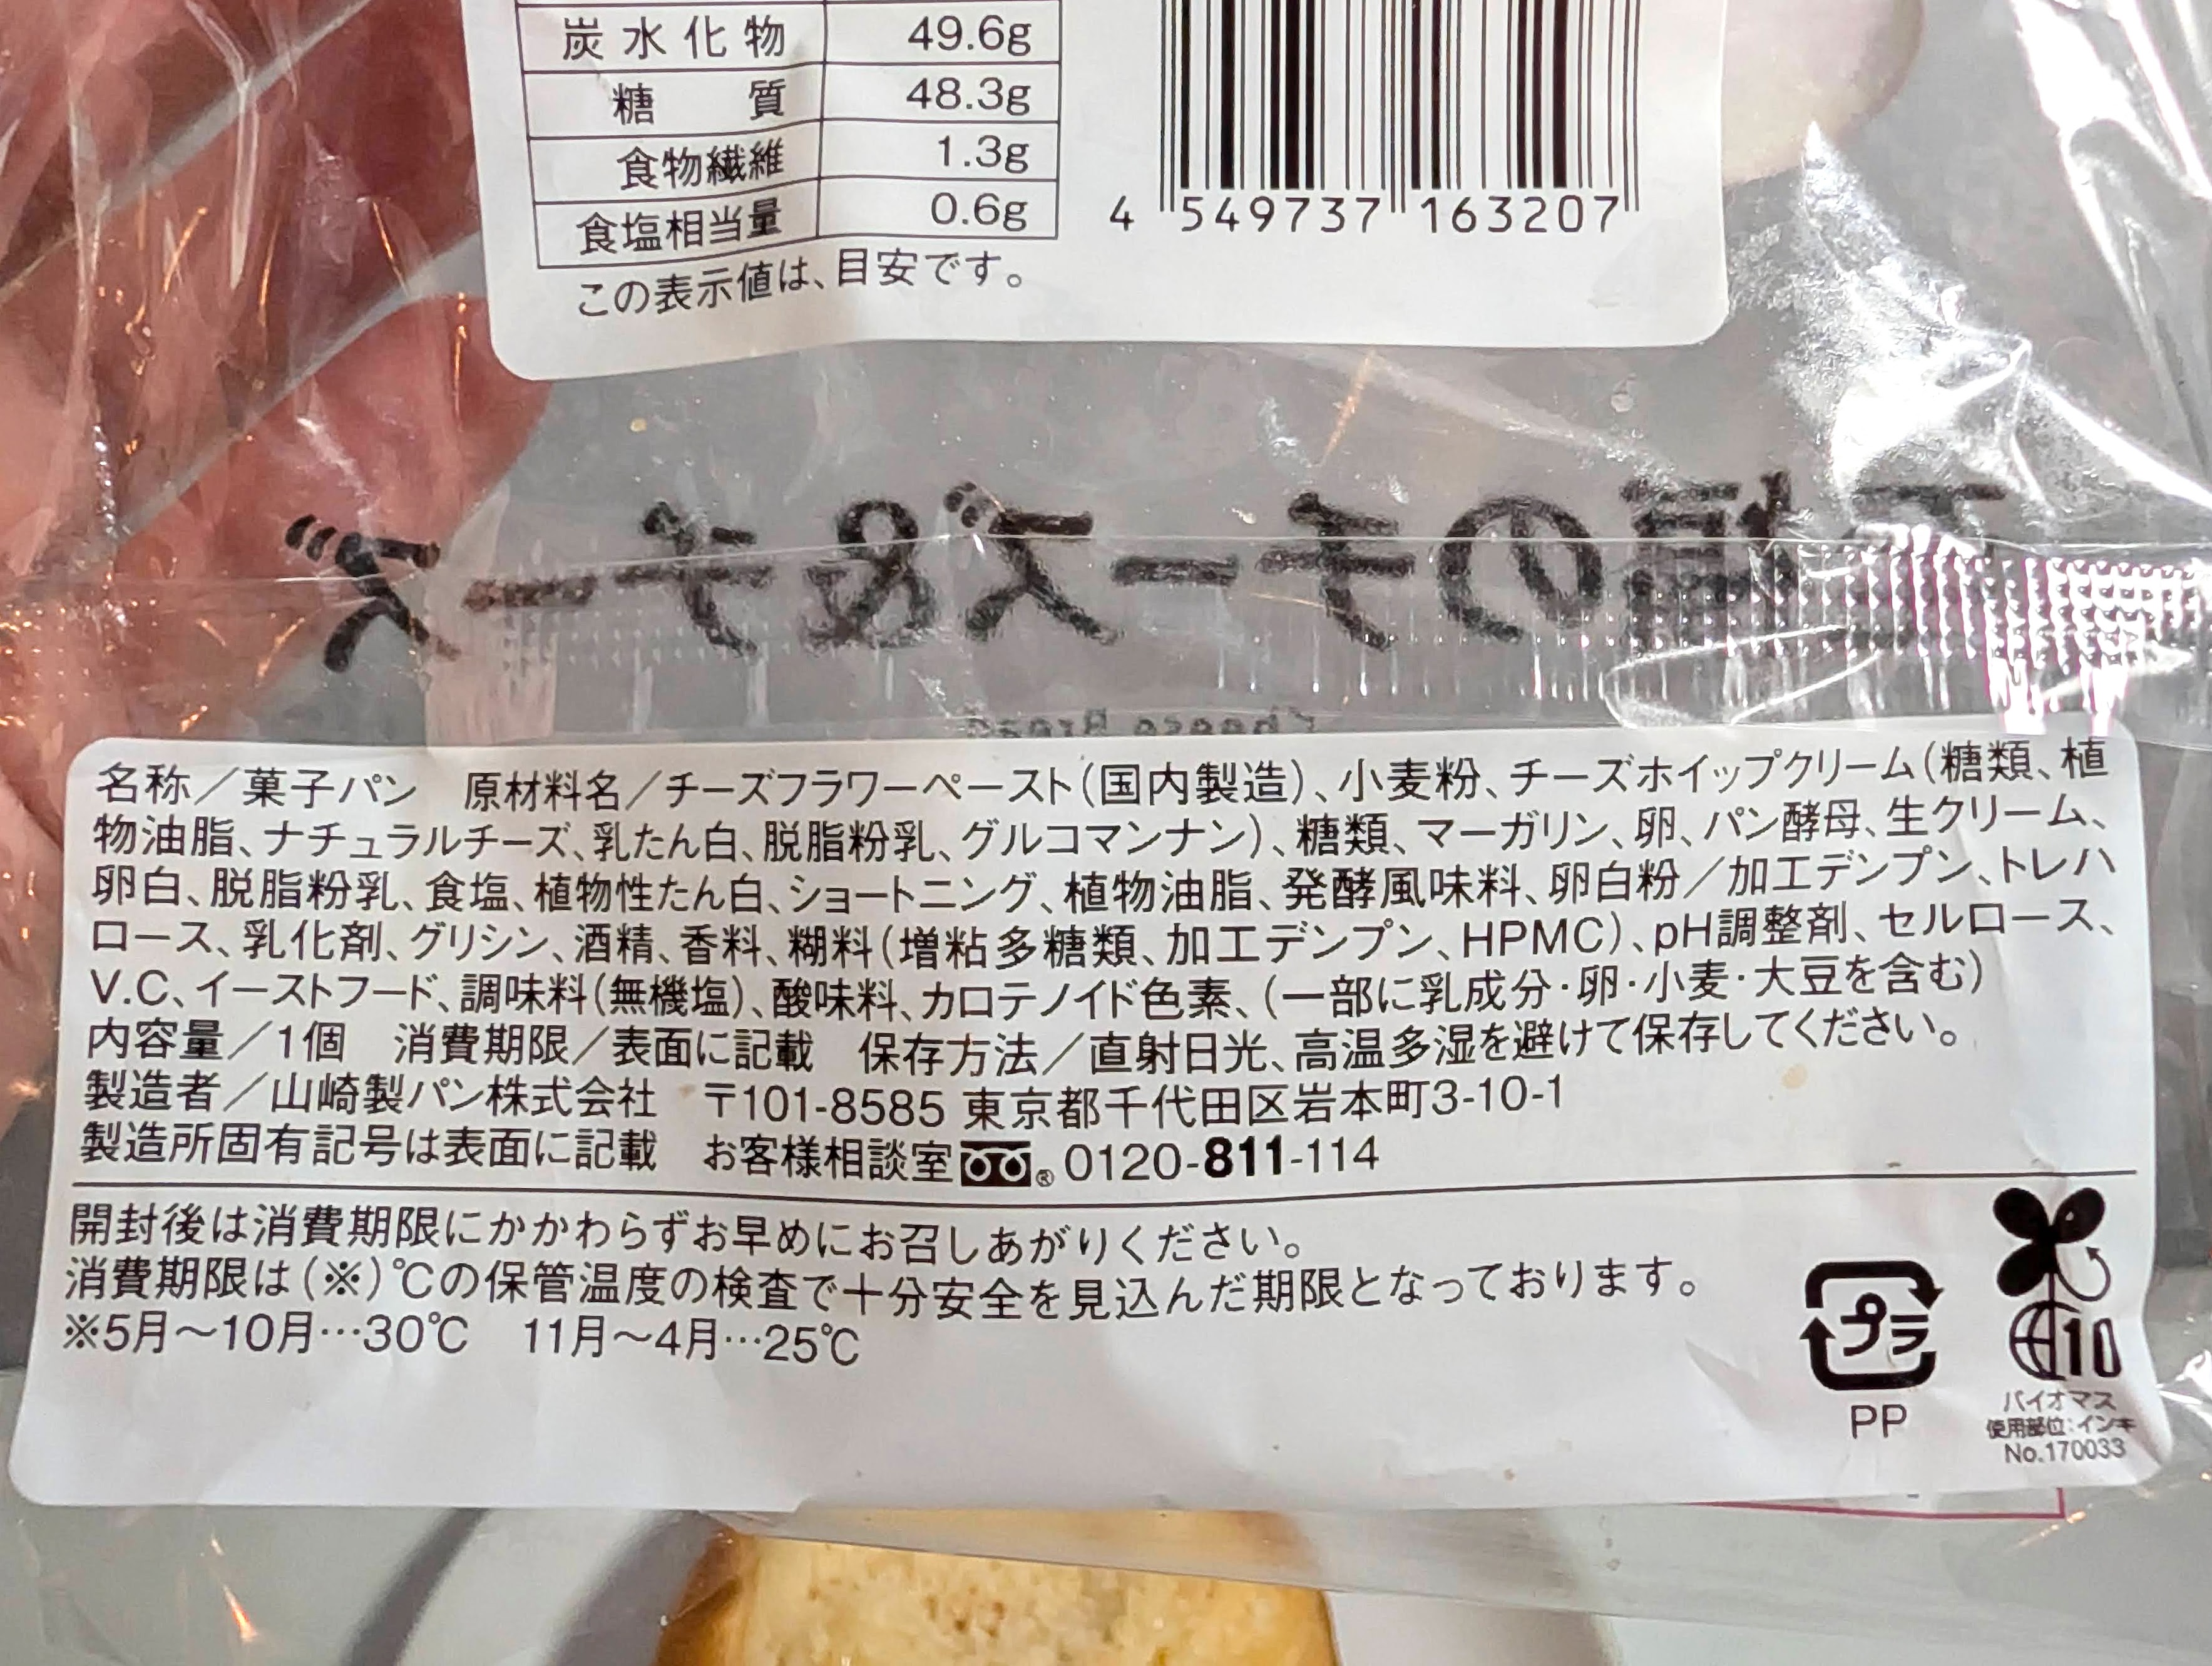 炭水化物 49.6g
糖質 48.3g
食物繊維 1.3g
食塩相当量 0.6g
この表示値は、目安です。
4 549737 163207
チーズ&チーズ
名称/菓子パン 原材料名/チーズフラワーペースト(国内製造)、小麦粉、チーズホイップクリーム(糖類、植
物油脂、ナチュラルチーズ、乳たん白、脱脂粉乳、グルコマンナン)、糖類、マーガリン、卵、パン酵母、生クリーム、
卵白、脱脂粉乳、食塩、植物性たん白、ショートニング、植物油脂、発酵風味料、卵白粉/加工デンプン、トレハ
ロース、乳化剤、グリシン、酒精、香料、糊料(増粘多糖類、加工デンプン、HPMC)、pH調整剤、セルロース、
V.C、イーストフード、調味料(無機塩)、酸味料、カロテノイド色素、(一部に乳成分・卵・小麦・大豆を含む)
内容量/1個 消費期限/表面に記載 保存方法/直射日光、高温多湿を避けて保存してください。
製造者/山崎製パン株式会社 〒101-8585 東京都千代田区岩本町3-10-1
製造所固有記号は表面に記載 お客様相談室 ® 0120-811-114
開封後は消費期限にかかわらずお早めにお召しあがりください。
消費期限は(※)℃の保管温度の検査で十分安全を見込んだ期限となっております。
※5月〜10月…30℃ 11月〜4月…25℃
プラ
PP
10
バイオマス
使用部位:インキ
No.170033